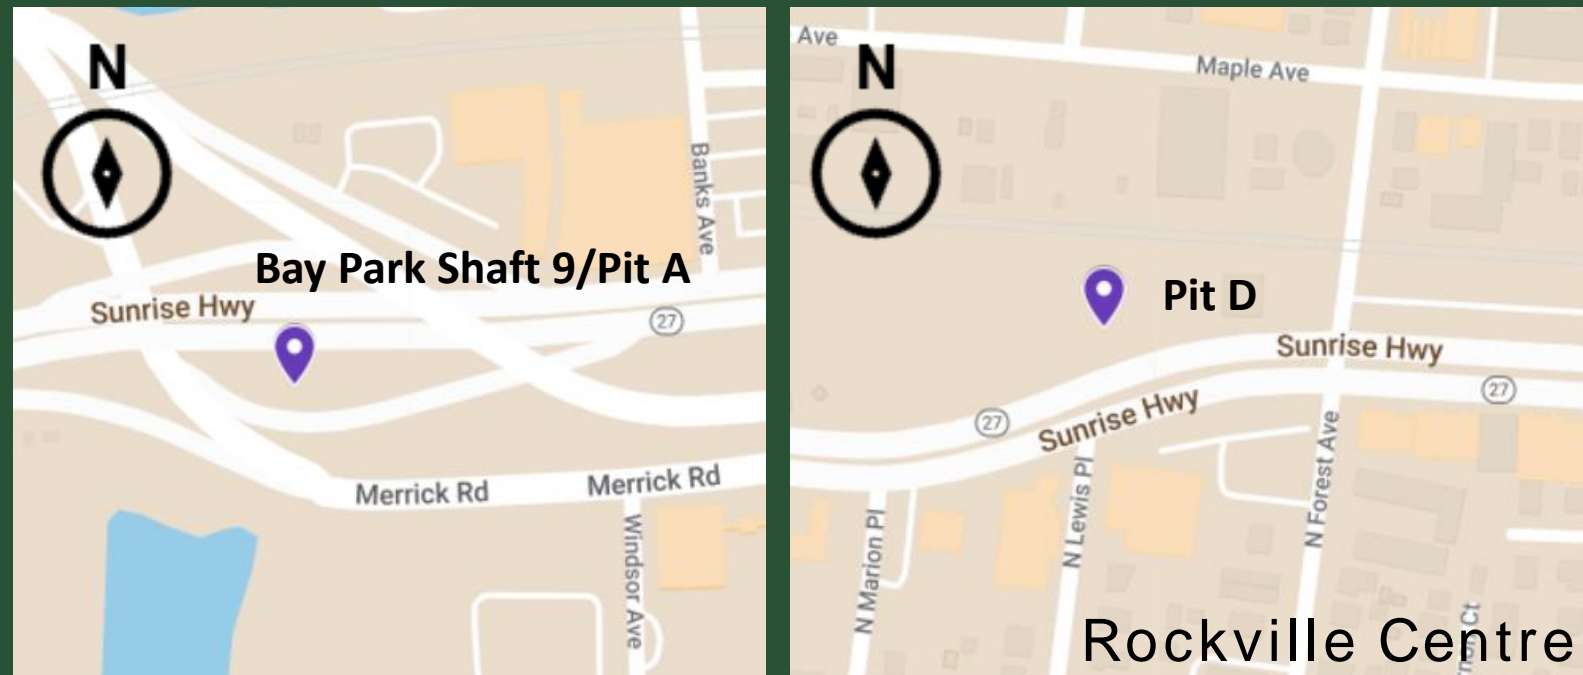 N
Banks Ave
Bay Park Shaft 9/Pit A
Sunrise Hwy
27
Merrick Rd
Merrick Rd
Windsor Ave
Ave
N
Maple Ave
Pit D
Sunrise Hwy
27
Sunrise Hwy
27
N Lewis Pl
N Forest Ave
N Marion Pl
Rockville Centre
Ct